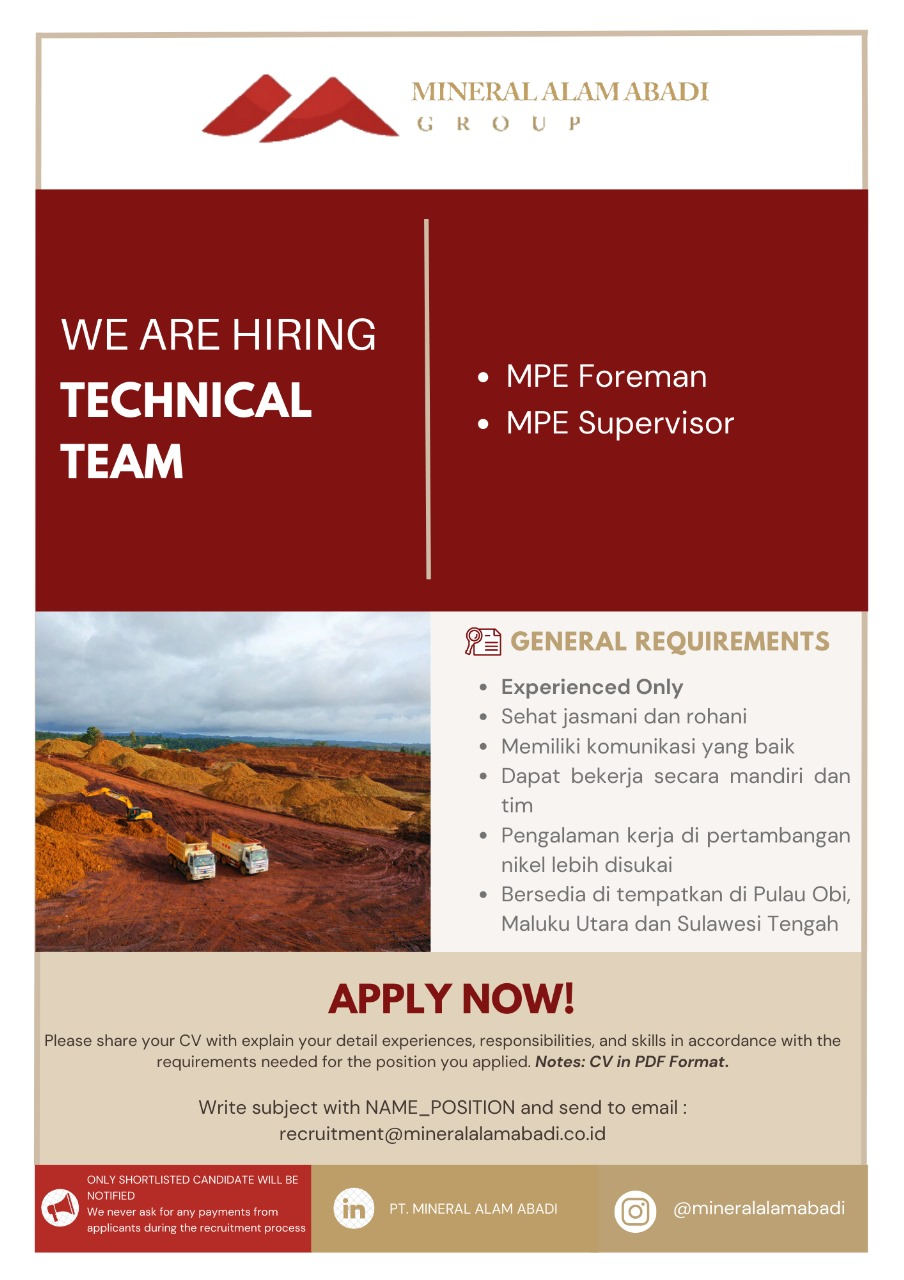 MINERAL ALAM ABADI
GROUP
WE ARE HIRING
TECHNICAL
TEAM
• MPE Foreman
• MPE Supervisor
GENERAL REQUIREMENTS
• Experienced Only
• Sehat jasmani dan rohani
• Memiliki komunikasi yang baik
• Dapat bekerja secara mandiri dan
tim
• Pengalaman kerja di pertambangan
nikel lebih disukai
• Bersedia di tempatkan di Pulau Obi,
Maluku Utara dan Sulawesi Tengah
APPLY NOW!
Please share your CV with explain your detail experiences, responsibilities, and skills in accordance with the
requirements needed for the position you applied. Notes: CV in PDF Format.
Write subject with NAME_POSITION and send to email :
recruitment@mineralalamabadi.co.id
ONLY SHORTLISTED CANDIDATE WILL BE
NOTIFIED
We never ask for any payments from
applicants during the recruitment process
in
PT. MINERAL ALAM ABADI
@mineralalamabadi